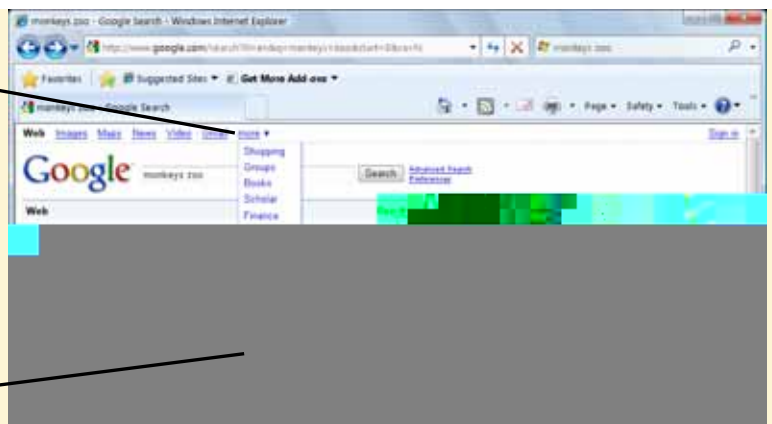 monkeys zoo - Google Search - Windows Internet Explorer
http://www.google.com/
monkeys zoo
Favorites Suggested Sites Get More Add-ons
monkeys zoo - Google Search
Page Safety Tools
Web Images Maps News Video Gmail more
Sign in
Shopping
Groups
Books
Scholar
Finance
Google monkeys zoo Search Advanced Search
Preferences
Web